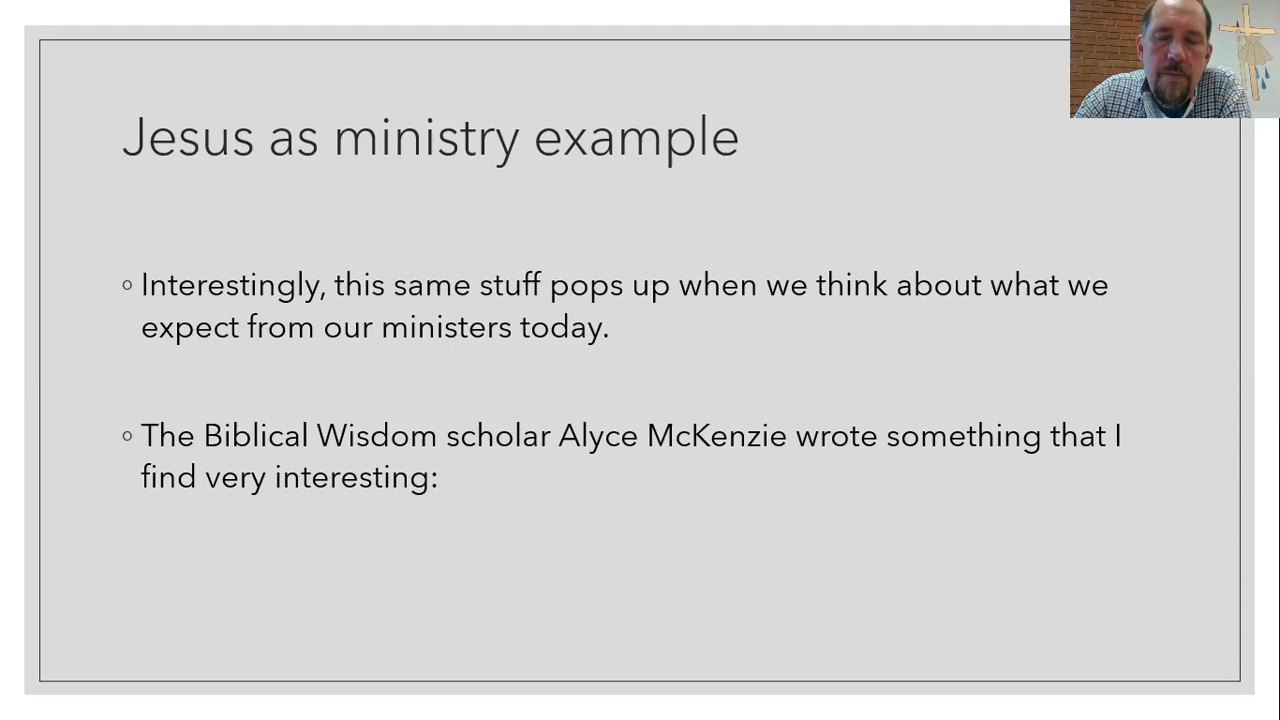 Jesus as ministry example
◦ Interestingly, this same stuff pops up when we think about what we
expect from our ministers today.
◦ The Biblical Wisdom scholar Alyce McKenzie wrote something that I
find very interesting: